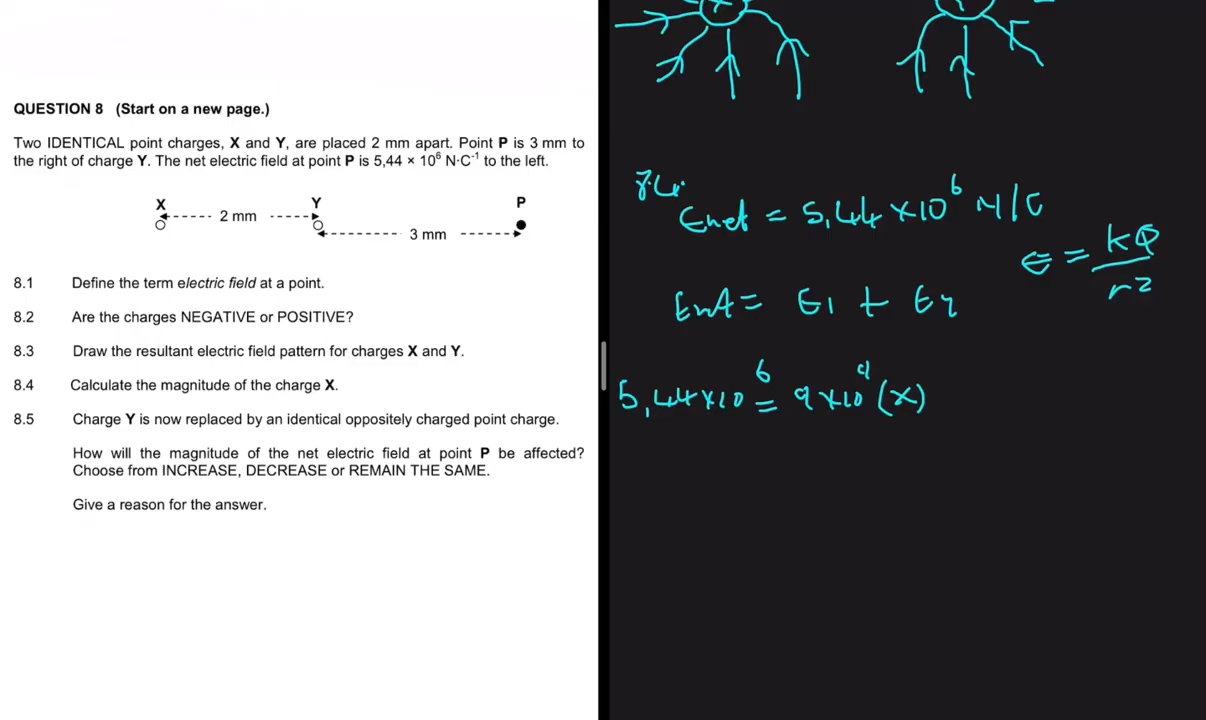 QUESTION 8 (Start on a new page.)
Two IDENTICAL point charges, X and Y, are placed 2 mm apart. Point P is 3 mm to
the right of charge Y. The net electric field at point P is 5,44 × 10⁶ N·C⁻¹ to the left.
X Y P
2 mm
3 mm
8.1 Define the term electric field at a point.
8.2 Are the charges NEGATIVE or POSITIVE?
8.3 Draw the resultant electric field pattern for charges X and Y.
8.4 Calculate the magnitude of the charge X.
8.5 Charge Y is now replaced by an identical oppositely charged point charge.
How will the magnitude of the net electric field at point P be affected?
Choose from INCREASE, DECREASE or REMAIN THE SAME.
Give a reason for the answer.
8.4.
Enet = 5,44 × 10⁶ N/C
E = kQ/r²
Enet = E1 + E2
5,44 × 10⁶ = 9 × 10⁹ (x)